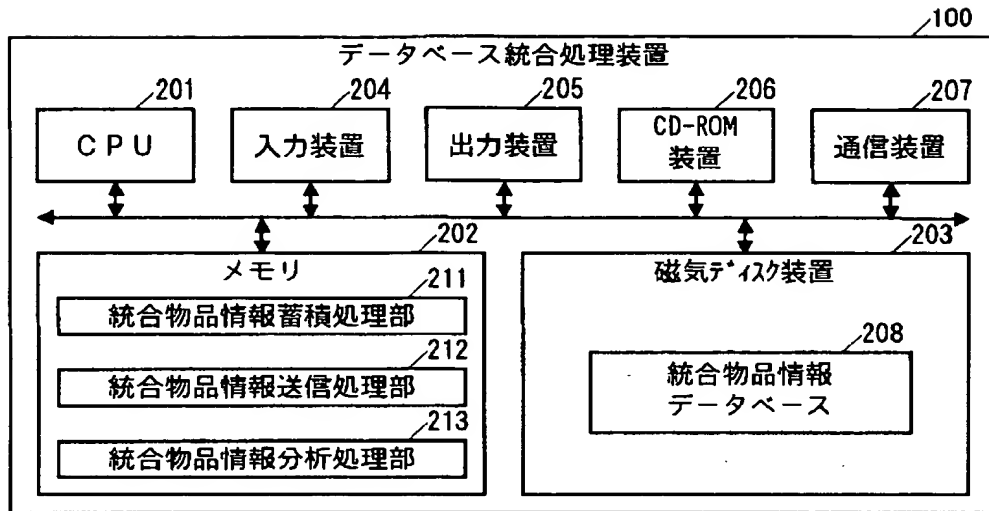 100
データベース統合処理装置
201
204
205
206
207
CPU
入力装置
出力装置
CD-ROM
装置
通信装置
202
203
メモリ
磁気ディスク装置
211
統合物品情報蓄積処理部
212
統合物品情報送信処理部
213
統合物品情報分析処理部
208
統合物品情報
データベース